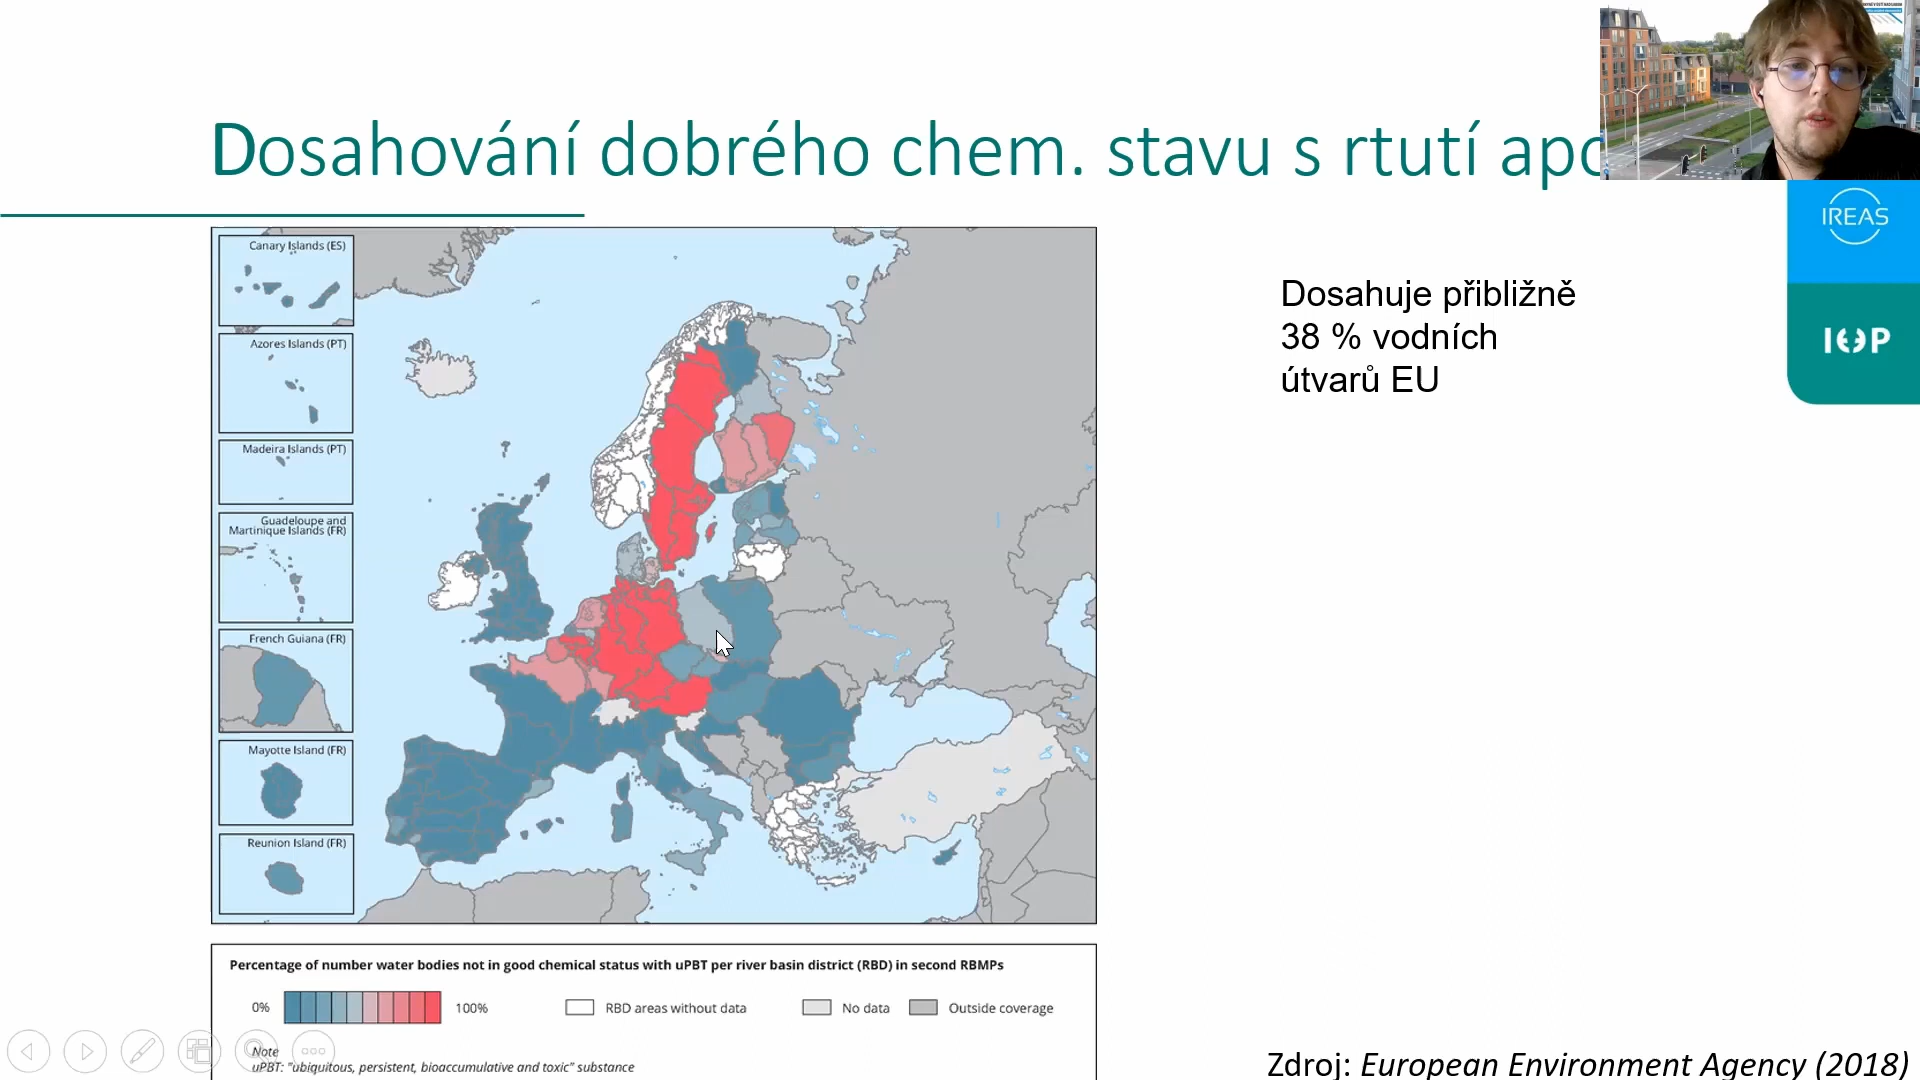 Dosahování dobrého chem. stavu s rtutí
IREAS
Dosahuje přibližně
38 % vodních
útvarů EU
Canary Islands (ES)
Azores Islands (PT)
Madeira Islands (PT)
Guadeloupe and
Martinique Islands (FR)
French Guiana (FR)
Mayotte Island (FR)
Reunion Island (FR)
Percentage of number water bodies not in good chemical status with uPBT per river basin district (RBD) in second RBMPs
0% 100% RBD areas without data No data Outside coverage
Note
uPBT: "ubiquitous, persistent, bioaccumulative and toxic" substance
Zdroj: European Environment Agency (2018)